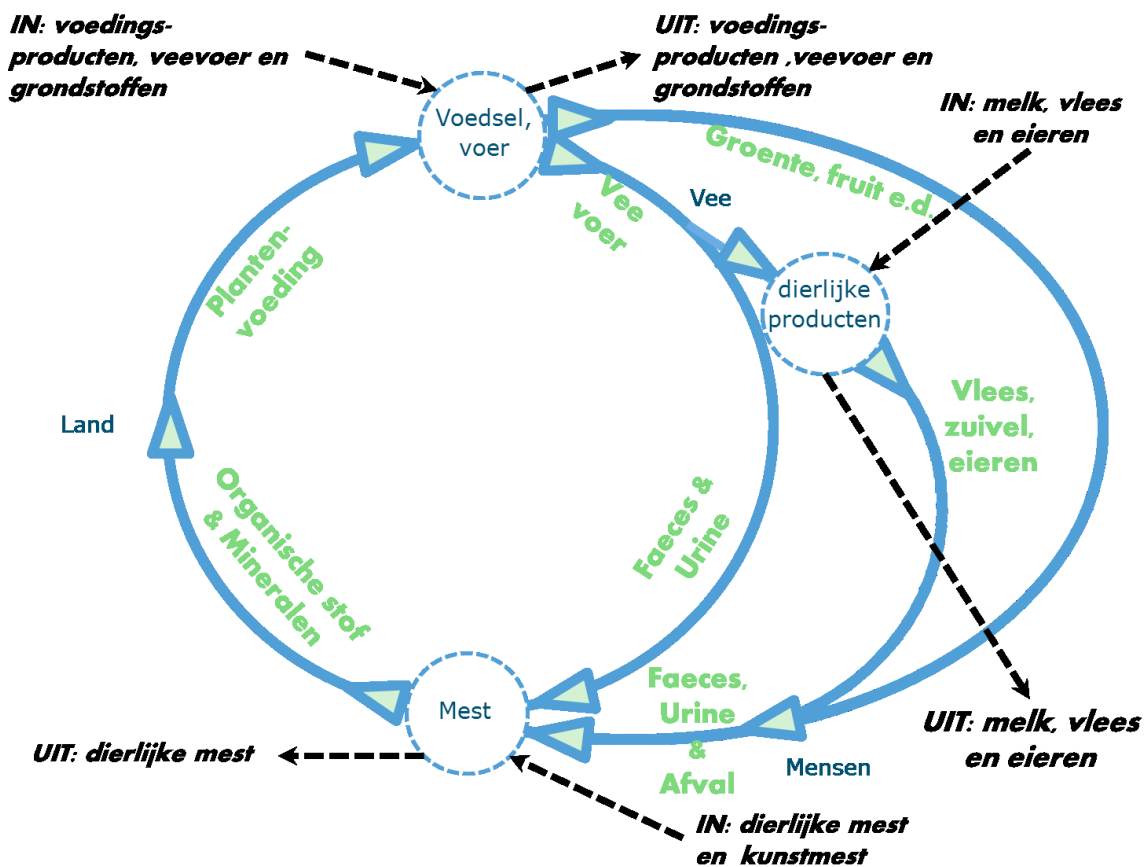 IN: voedings-
producten, veevoer en
grondstoffen
UIT: voedings-
producten ,veevoer en
grondstoffen
IN: melk, vlees
en eieren
Voedsel,
voer
Groente, fruit e.d.
Vee
voer
Vee
Planten-
voeding
dierlijke
producten
Vlees,
zuivel,
eieren
Land
Organische stof
& Mineralen
Faeces &
Urine
Mest
Faeces,
Urine
&
Afval
Mensen
UIT: melk, vlees
en eieren
UIT: dierlijke mest
IN: dierlijke mest
en kunstmest